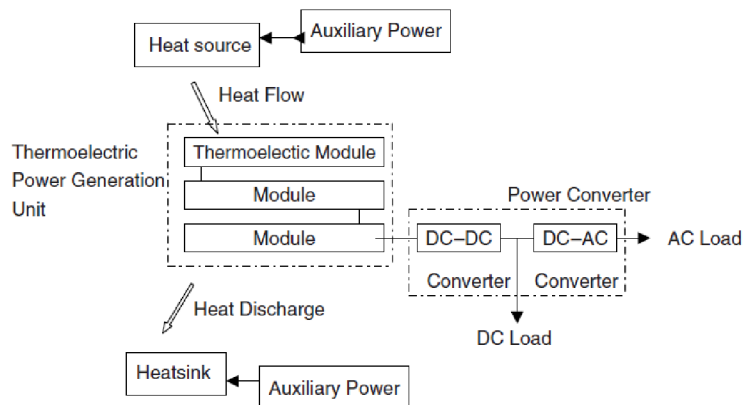 Auxiliary Power
Heat source
Heat Flow
Thermoelectric
Power Generation
Unit
Thermoelectic Module
Module
Module
Power Converter
DC–DC
DC–AC
AC Load
Converter
Converter
Heat Discharge
DC Load
Heatsink
Auxiliary Power